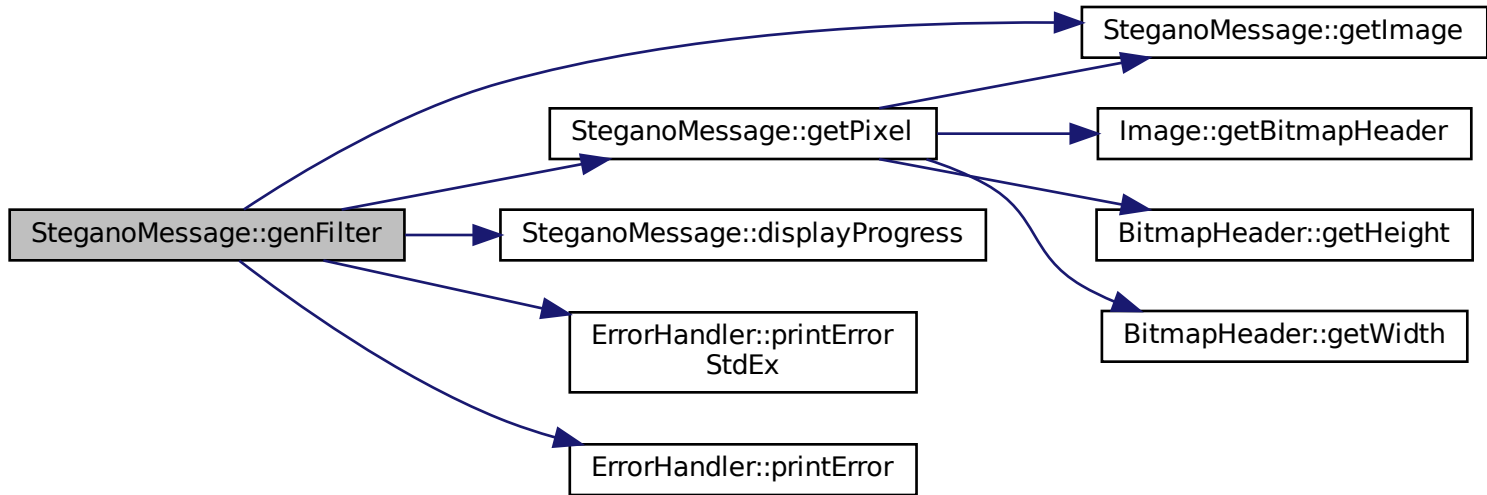 SteganoMessage::genFilter
SteganoMessage::getImage
SteganoMessage::getPixel
Image::getBitmapHeader
BitmapHeader::getHeight
BitmapHeader::getWidth
SteganoMessage::displayProgress
ErrorHandler::printError
StdEx
ErrorHandler::printError